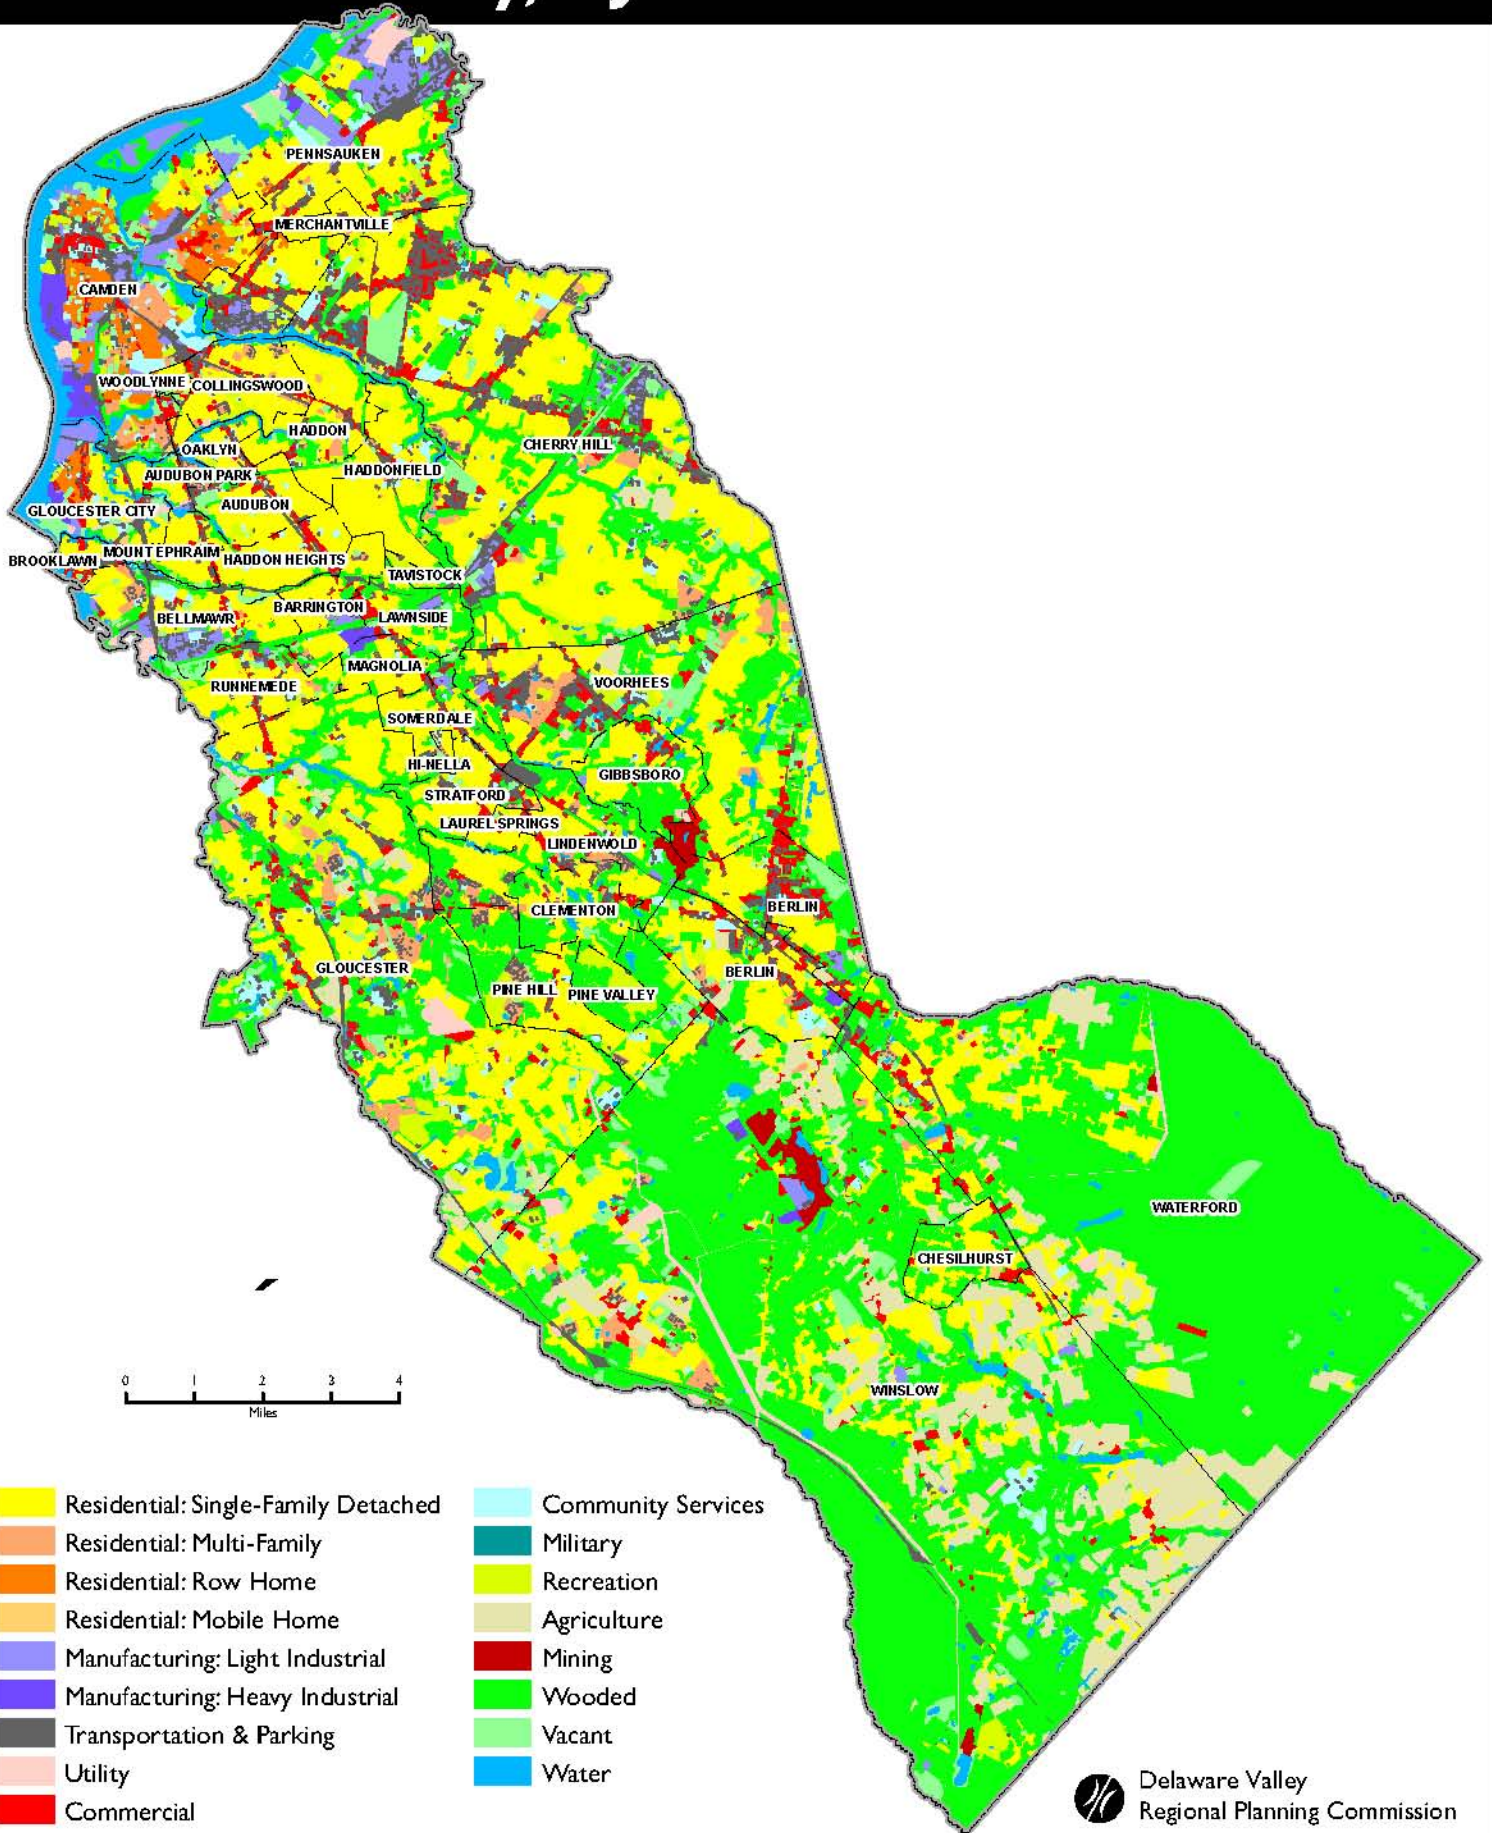 PENNSAUKEN
MERCHANTVILLE
CAMDEN
WOODLYNNE
COLLINGSWOOD
HADDON
CHERRY HILL
OAKLYN
HADDONFIELD
AUDUBON PARK
AUDUBON
GLOUCESTER CITY
MOUNT EPHRAIM
HADDON HEIGHTS
BROOKLAWN
TAVISTOCK
BARRINGTON
LAWNSIDE
BELLMAWR
MAGNOLIA
VOORHEES
RUNNEMEDE
SOMERDALE
HI-NELLA
GIBBSBORO
STRATFORD
LAUREL SPRINGS
LINDENWOLD
CLEMENTON
BERLIN
GLOUCESTER
BERLIN
PINE HILL
PINE VALLEY
WATERFORD
CHESILHURST
WINSLOW
0 1 2 3 4
Miles
Residential: Single-Family Detached
Residential: Multi-Family
Residential: Row Home
Residential: Mobile Home
Manufacturing: Light Industrial
Manufacturing: Heavy Industrial
Transportation & Parking
Utility
Commercial
Community Services
Military
Recreation
Agriculture
Mining
Wooded
Vacant
Water
Delaware Valley
Regional Planning Commission